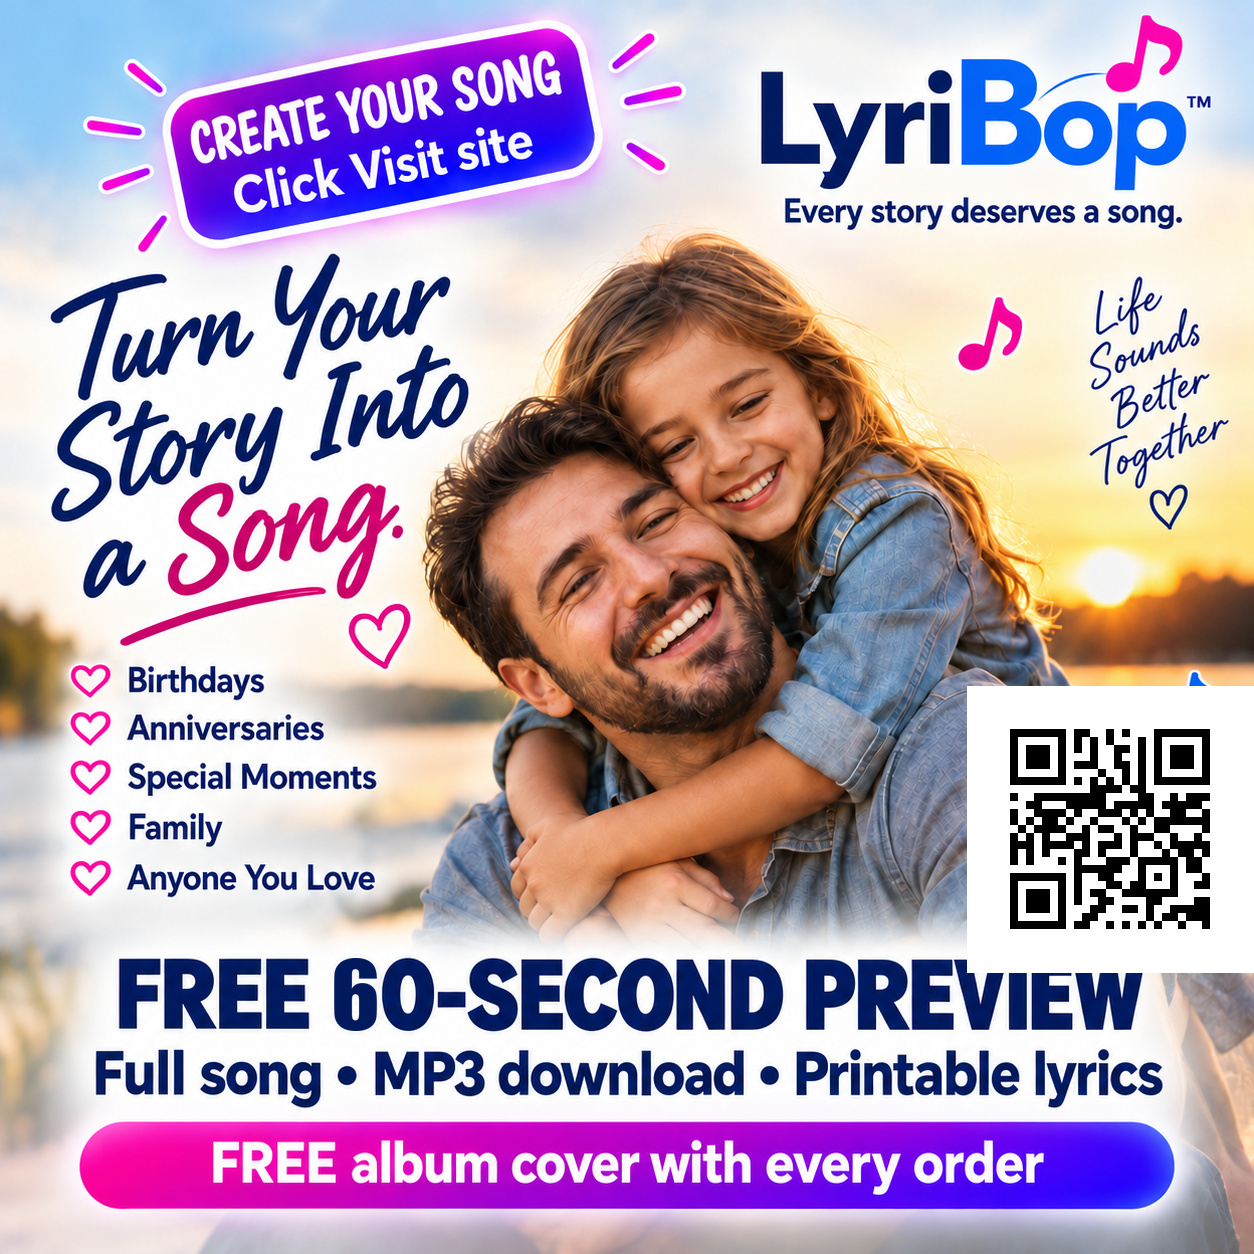 CREATE YOUR SONG
Click Visit site
LyriBop™
Every story deserves a song.
Turn Your
Story Into
a Song.
Life
Sounds
Better
Together
Birthdays
Anniversaries
Special Moments
Family
Anyone You Love
FREE 60-SECOND PREVIEW
Full song • MP3 download • Printable lyrics
FREE album cover with every order